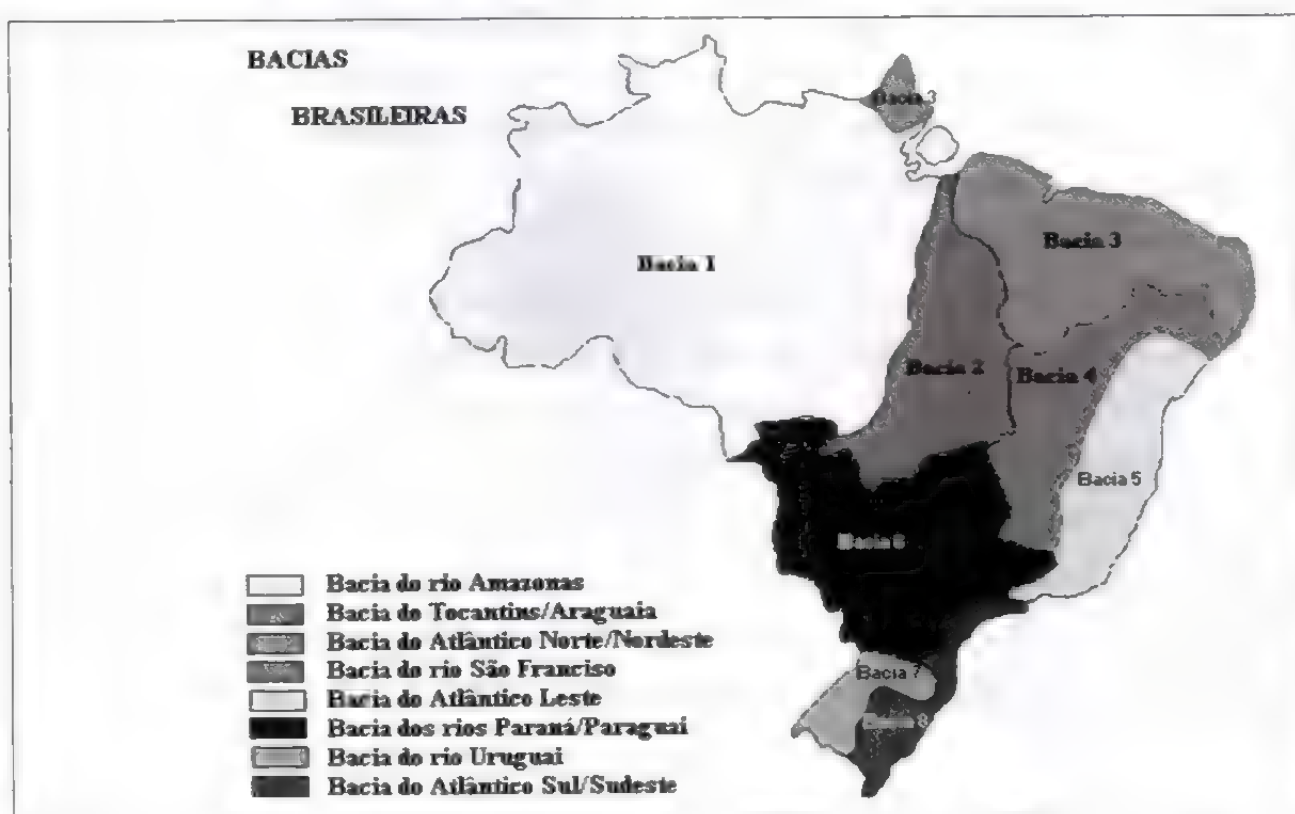 BACIAS
BRASILEIRAS
Bacia 3
Bacia 3
Bacia 1
Bacia 2
Bacia 4
Bacia 5
Bacia 6
Bacia 7
Bacia 8
Bacia do rio Amazonas
Bacia do Tocantins/Araguaia
Bacia do Atlântico Norte/Nordeste
Bacia do rio São Franciso
Bacia do Atlântico Leste
Bacia dos rios Paraná/Paraguai
Bacia do rio Uruguai
Bacia do Atlântico Sul/Sudeste